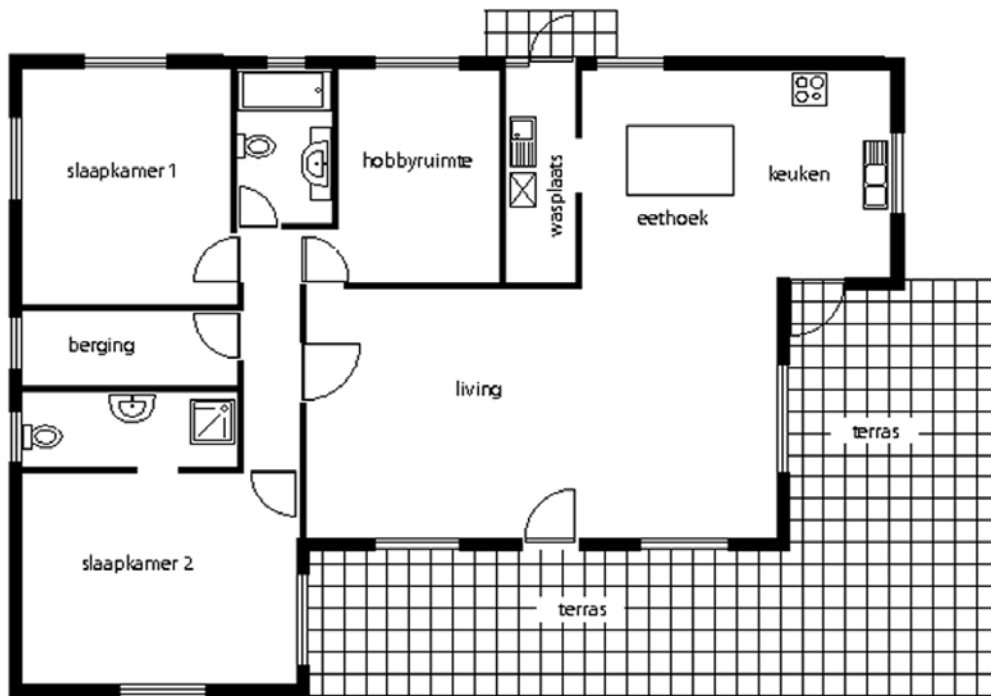 slaapkamer 1
hobbyruimte
wasplaats
keuken
eethoek
berging
living
terras
slaapkamer 2
terras